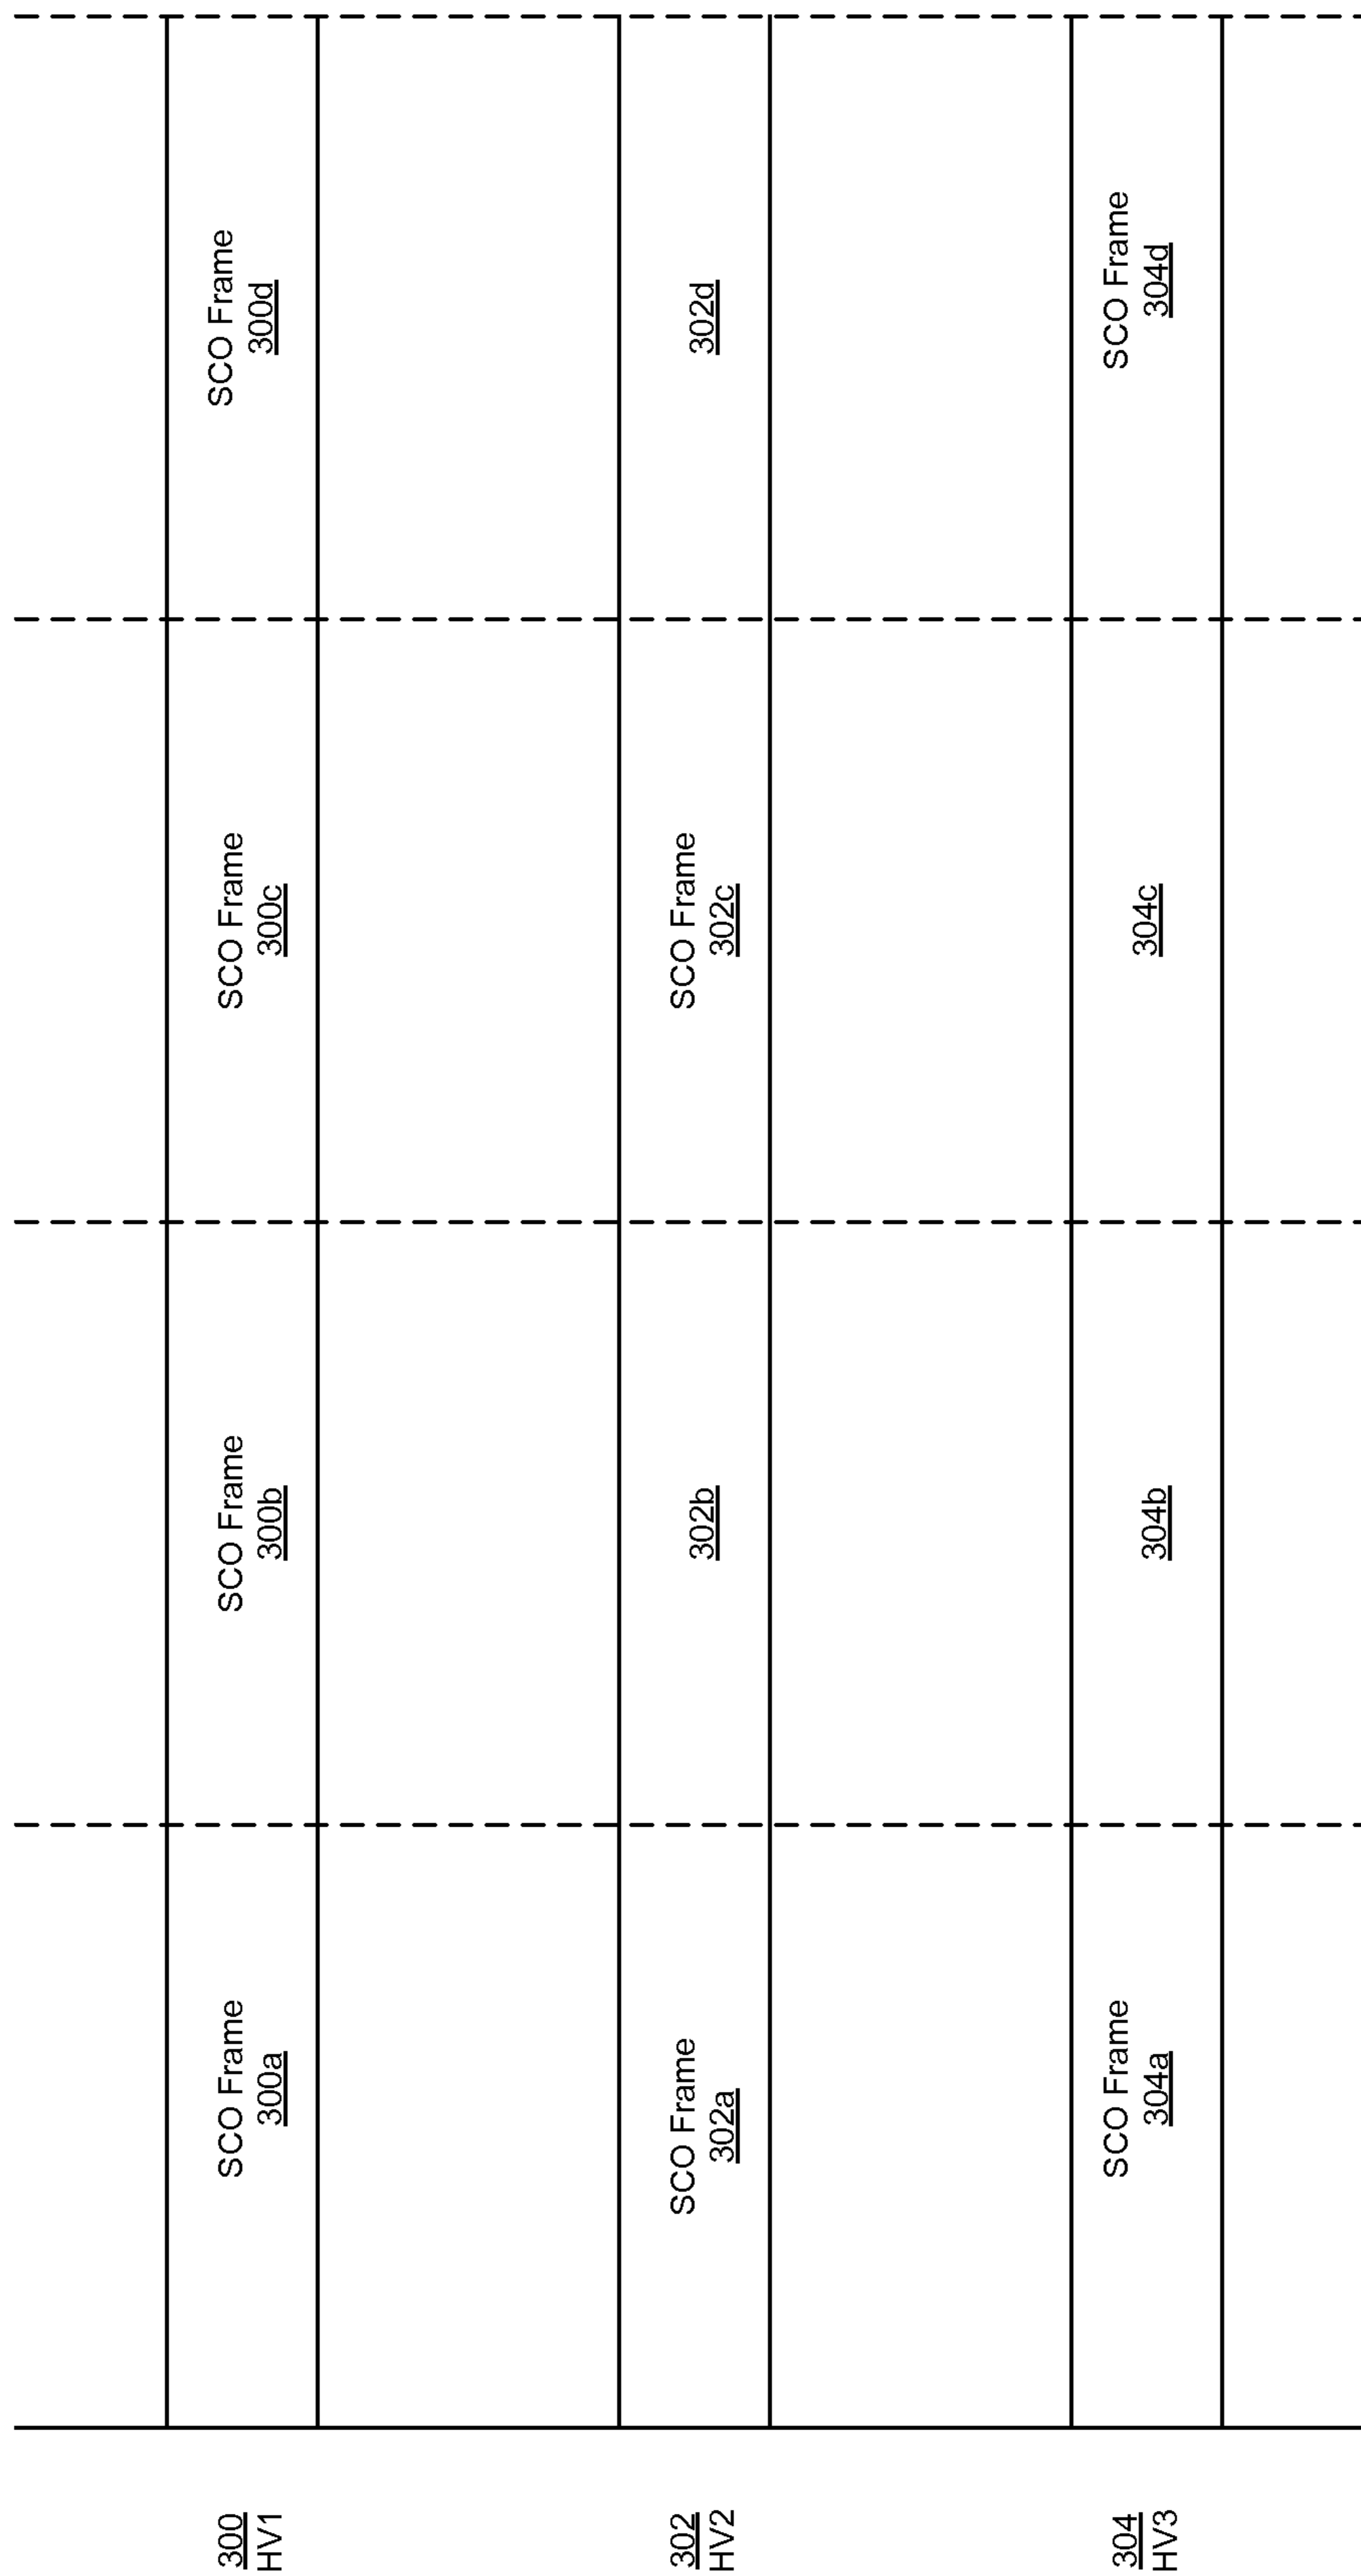 300
HV1
SCO Frame
300a
SCO Frame
300b
SCO Frame
300c
SCO Frame
300d
302
HV2
SCO Frame
302a
302b
SCO Frame
302c
302d
304
HV3
SCO Frame
304a
304b
304c
SCO Frame
304d